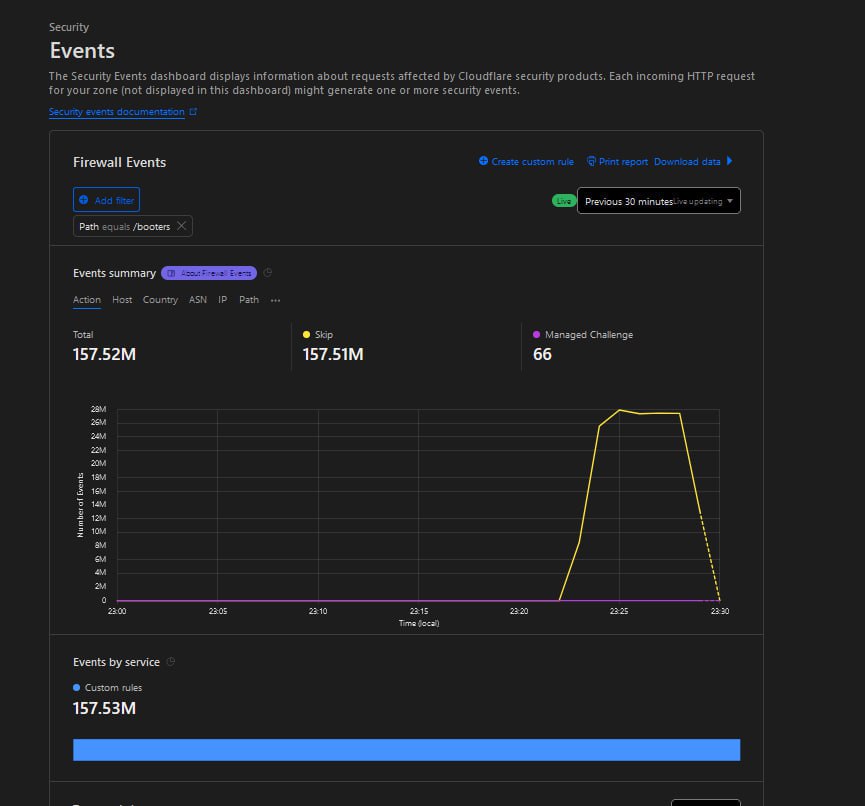 Security
Events
The Security Events dashboard displays information about requests affected by Cloudflare security products. Each incoming HTTP request
for your zone (not displayed in this dashboard) might generate one or more security events.
Security events documentation
Firewall Events
Create custom rule
Print report
Download data
Add filter
Live
Previous 30 minutes Live updating
Path equals /booters
Events summary
About Firewall Events
Action Host Country ASN IP Path ...
Total
157.52M
Skip
157.51M
Managed Challenge
66
28M
26M
24M
22M
20M
18M
16M
14M
12M
10M
8M
6M
4M
2M
0
Number of Events
23:00 23:05 23:10 23:15 23:20 23:25 23:30
Time (local)
Events by service
Custom rules
157.53M